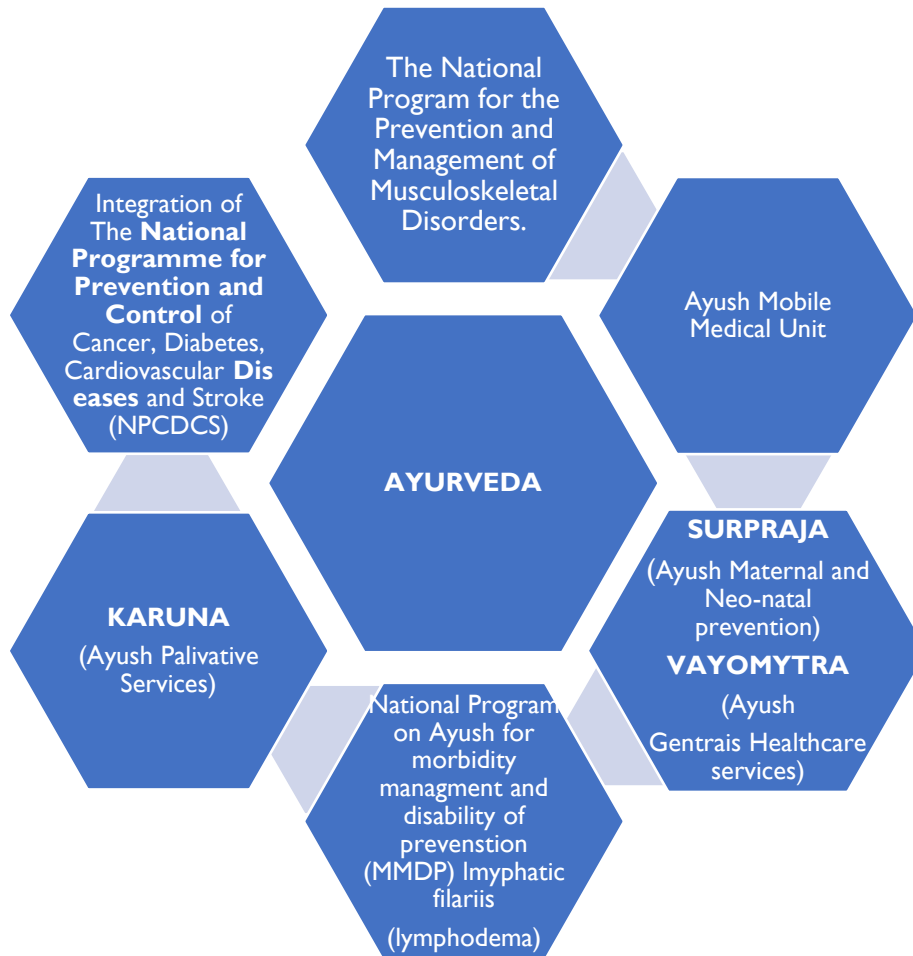 The National
Program for the
Prevention and
Management of
Musculoskeletal
Disorders.
Ayush Mobile
Medical Unit
SURPRAJA
(Ayush Maternal and
Neo-natal
prevention)
VAYOMYTRA
(Ayush
Gentrais Healthcare
services)
National Program
on Ayush for
morbidity
managment and
disability of
prevenstion
(MMDP) Imyphatic
filariis
(lymphodema)
KARUNA
(Ayush Palivative
Services)
Integration of
The National
Programme for
Prevention and
Control of
Cancer, Diabetes,
Cardiovascular Dis
eases and Stroke
(NPCDCS)
AYURVEDA